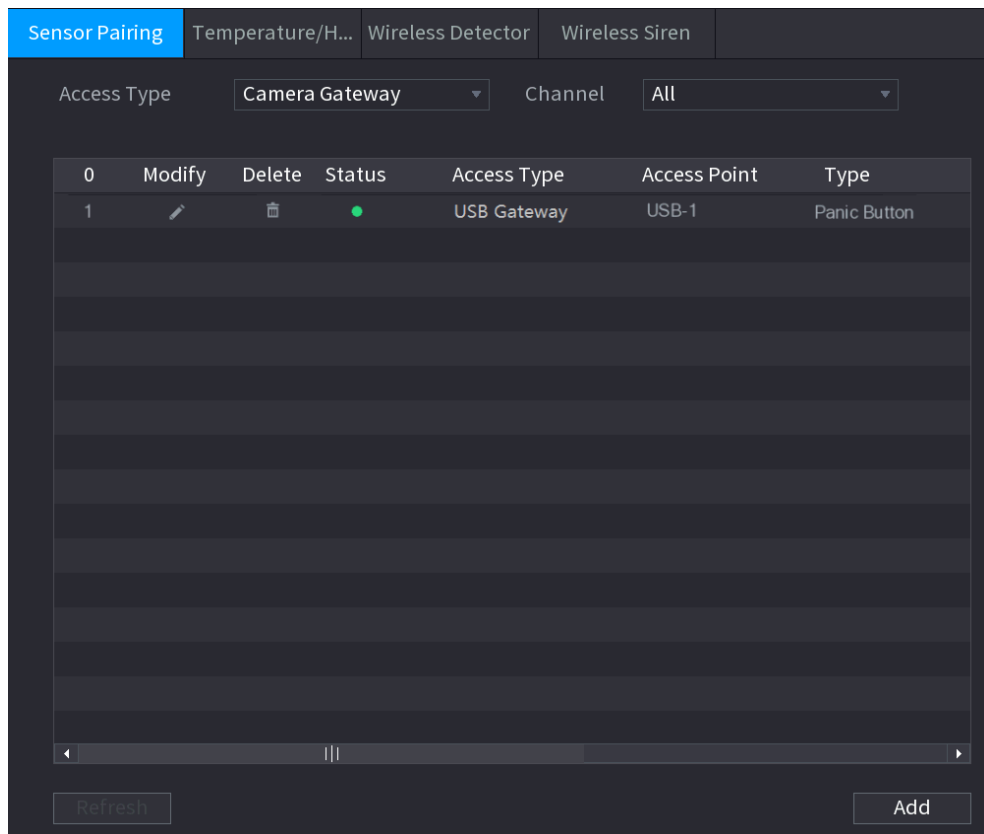 Sensor Pairing Temperature/H... Wireless Detector Wireless Siren
Access Type Camera Gateway Channel All
0 Modify Delete Status Access Type Access Point Type
1 USB Gateway USB-1 Panic Button
Refresh Add